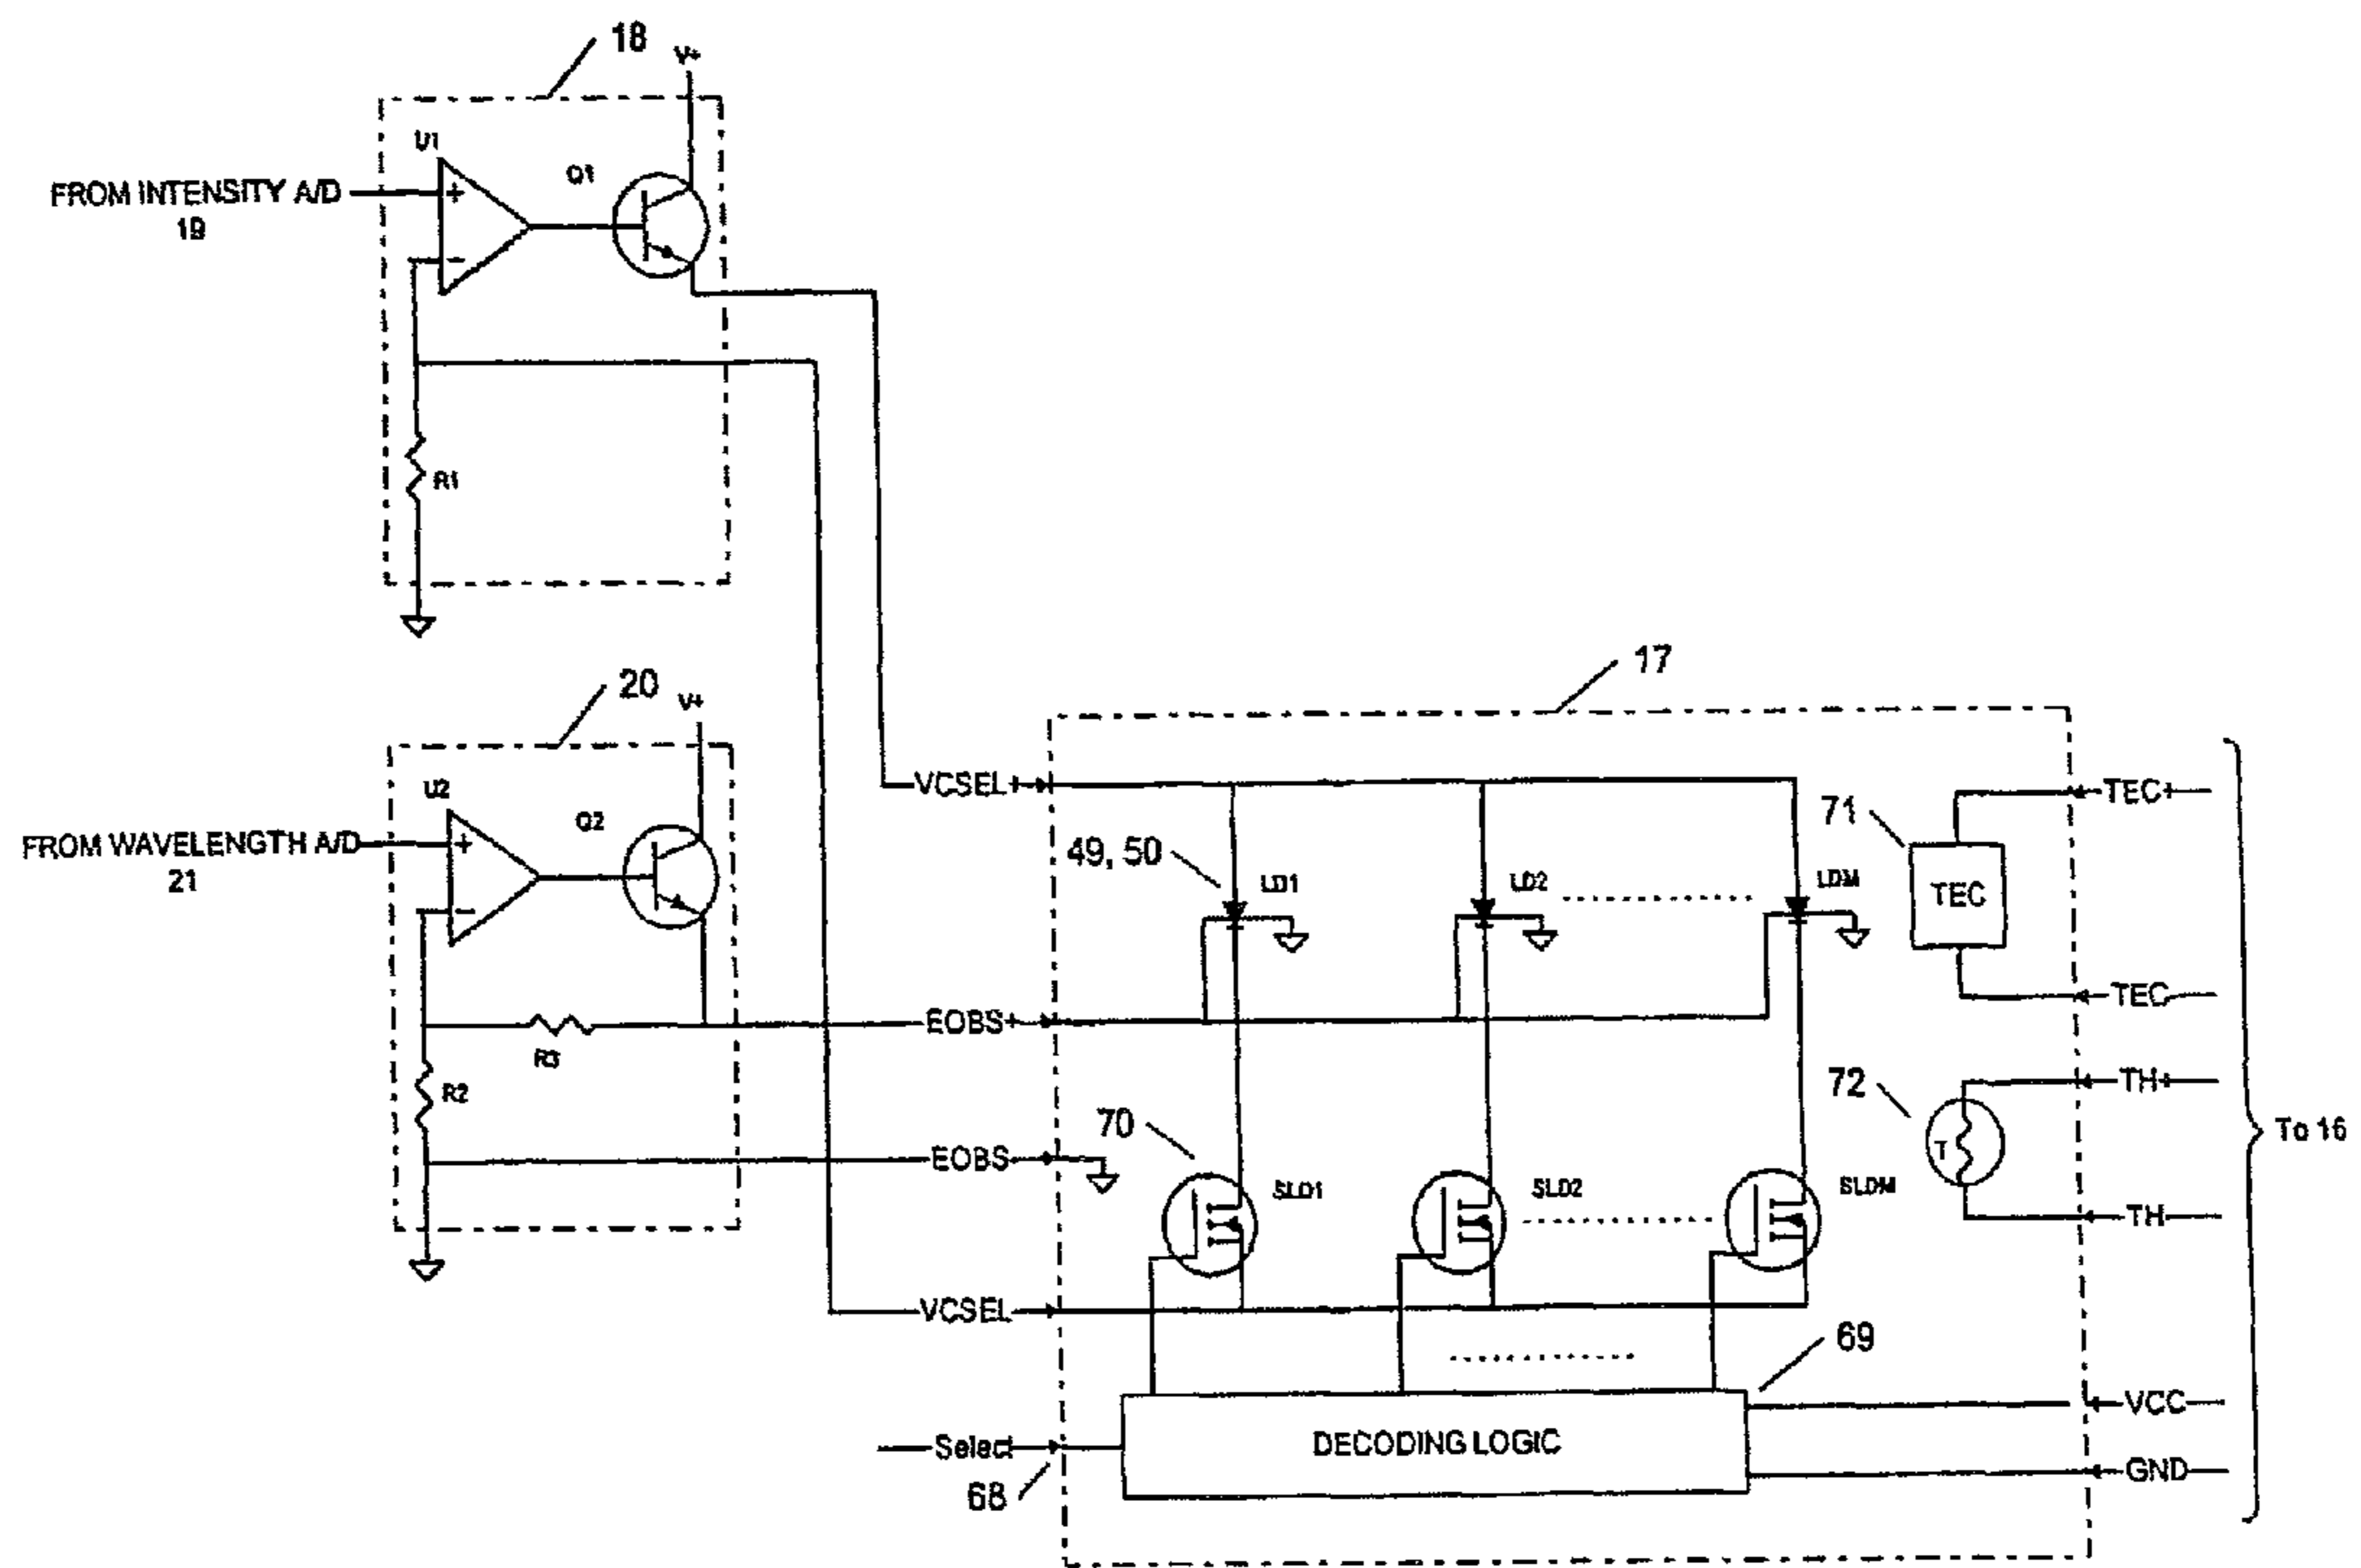 18
V+
U1
Q1
+
FROM INTENSITY A/D
19
−
R1
20
V+
U2
Q2
+
FROM WAVELENGTH A/D
21
−
R3
R2
17
VCSEL+
49, 50
LD1
LD2
LDM
71
TEC
TEC+
TEC-
EOBS+
EOBS-
70
SLD1
SLD2
SLDM
72
T
TH+
TH-
To 16
VCSEL-
69
DECODING LOGIC
Select
68
VCC
GND